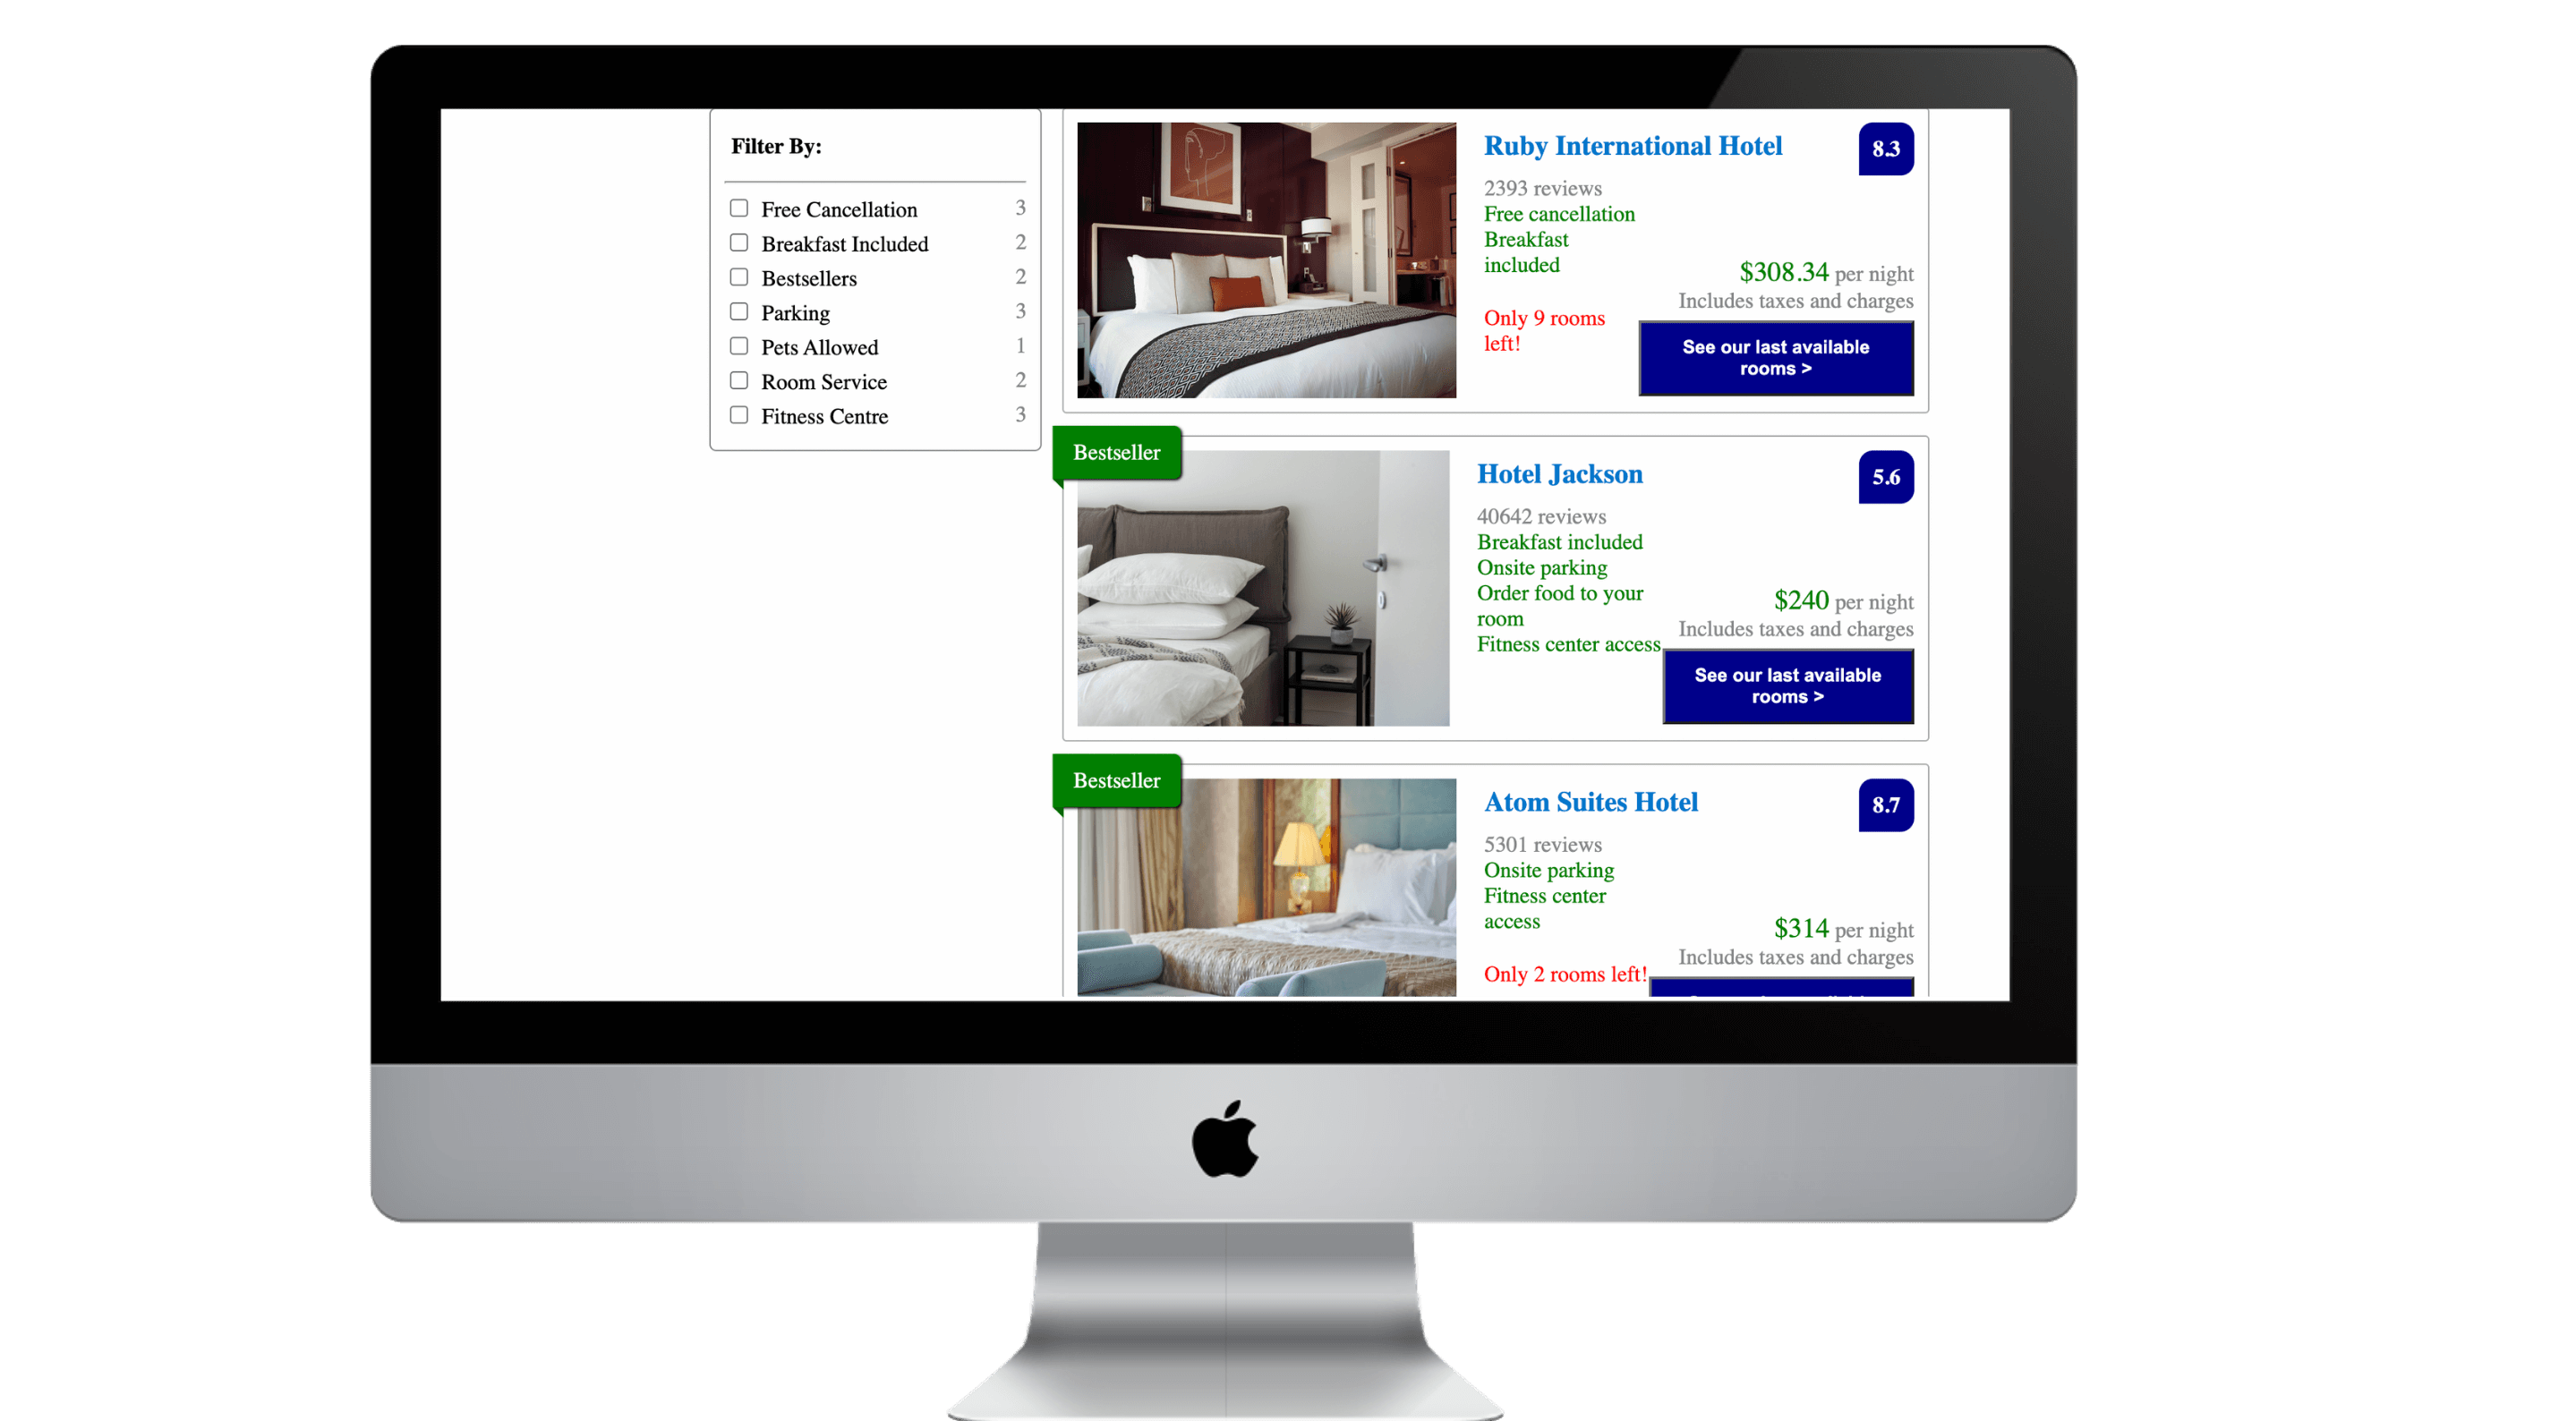 Filter By:
Free Cancellation 3
Breakfast Included 2
Bestsellers 2
Parking 3
Pets Allowed 1
Room Service 2
Fitness Centre 3
Ruby International Hotel
8.3
2393 reviews
Free cancellation
Breakfast
included
Only 9 rooms
left!
$308.34 per night
Includes taxes and charges
See our last available
rooms >
Bestseller
Hotel Jackson
5.6
40642 reviews
Breakfast included
Onsite parking
Order food to your
room
Fitness center access
$240 per night
Includes taxes and charges
See our last available
rooms >
Bestseller
Atom Suites Hotel
8.7
5301 reviews
Onsite parking
Fitness center
access
Only 2 rooms left!
$314 per night
Includes taxes and charges